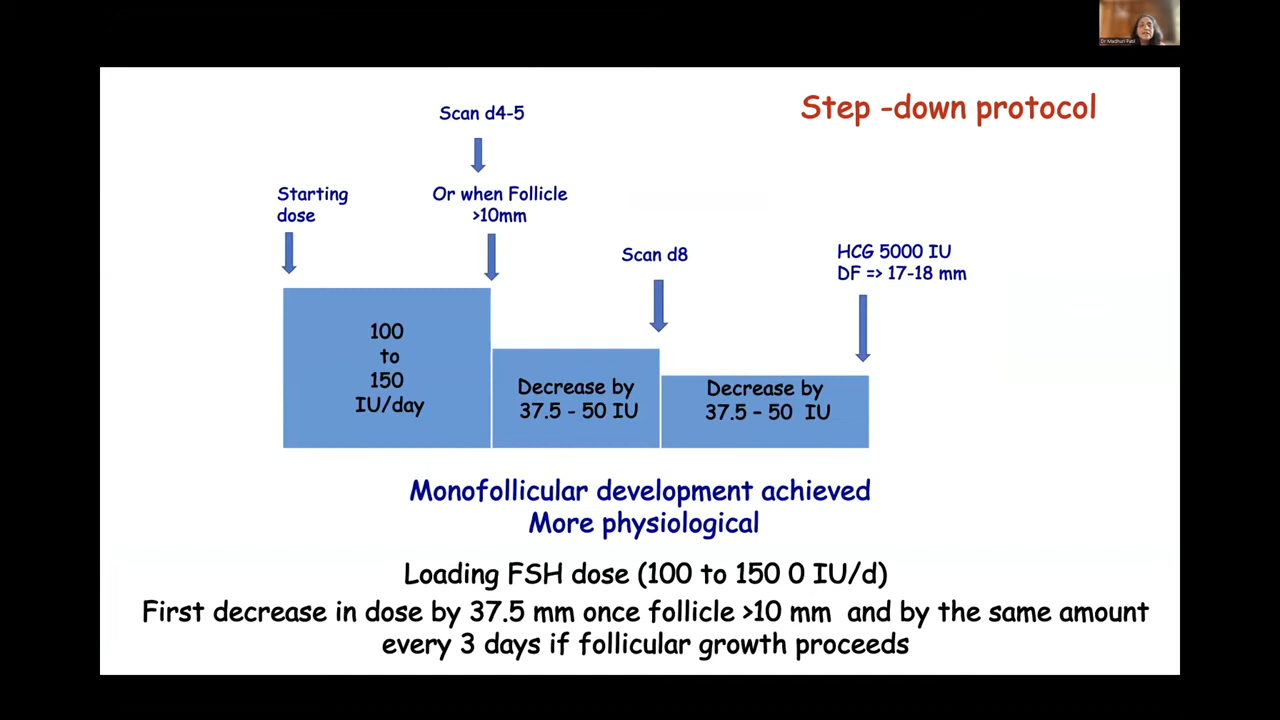 Dr Madhuri Patil
Step -down protocol
Scan d4-5
Starting
dose
Or when Follicle
>10mm
Scan d8
HCG 5000 IU
DF => 17-18 mm
100
to
150
IU/day
Decrease by
37.5 - 50 IU
Decrease by
37.5 – 50 IU
Monofollicular development achieved
More physiological
Loading FSH dose (100 to 150 0 IU/d)
First decrease in dose by 37.5 mm once follicle >10 mm and by the same amount
every 3 days if follicular growth proceeds